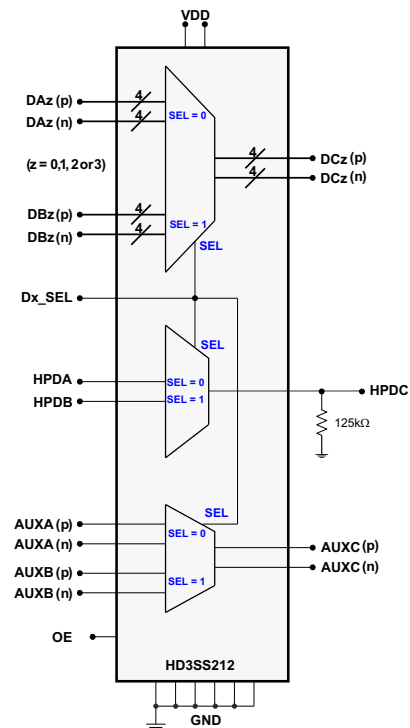 VDD
DAz (p)
4
DAz (n)
4
SEL = 0
(z = 0,1, 2 or 3)
4
DCz (p)
4
DCz (n)
DBz (p)
4
DBz (n)
4
SEL = 1
SEL
Dx_SEL
SEL
HPDA
SEL = 0
HPDB
SEL = 1
HPDC
125kΩ
SEL
AUXA (p)
AUXA (n)
SEL = 0
AUXC (p)
AUXC (n)
AUXB (p)
AUXB (n)
SEL = 1
OE
HD3SS212
GND